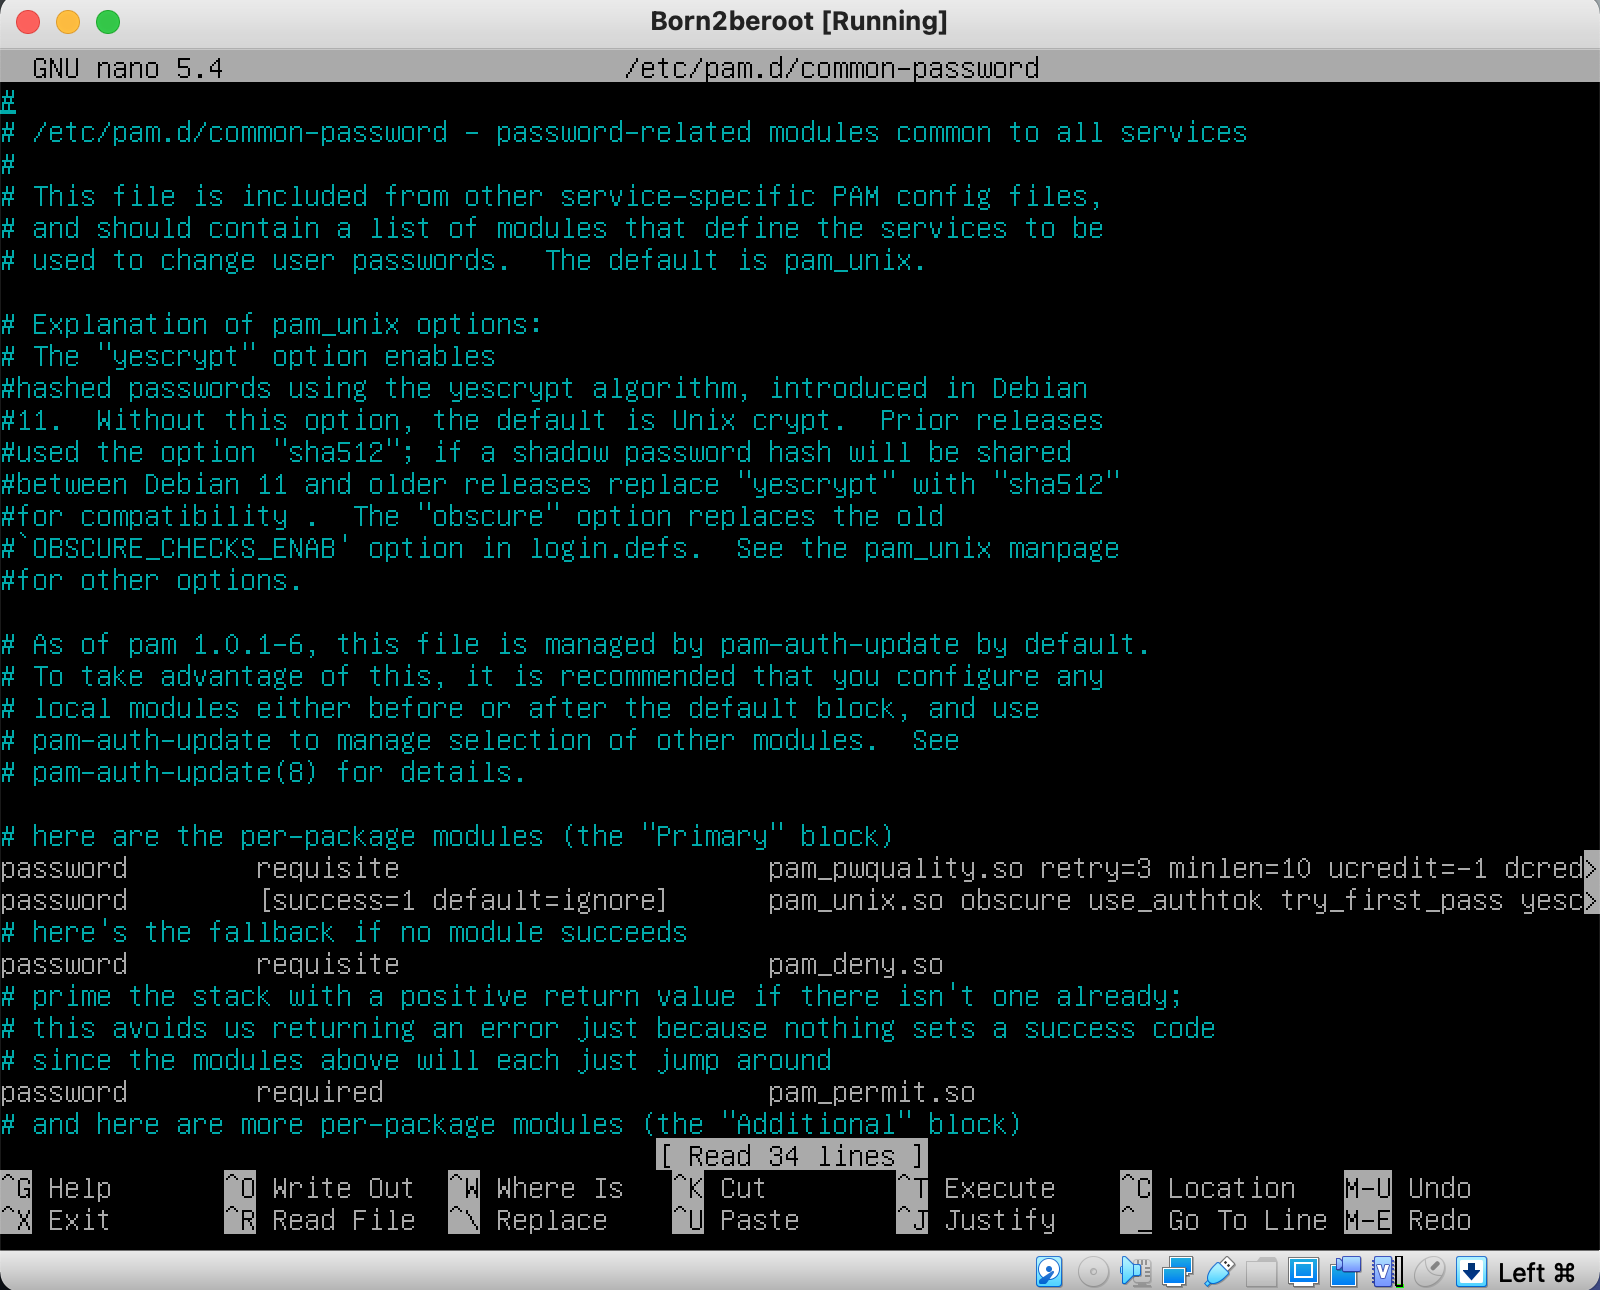 Born2beroot [Running]
GNU nano 5.4 /etc/pam.d/common-password
#
# /etc/pam.d/common-password - password-related modules common to all services
#
# This file is included from other service-specific PAM config files,
# and should contain a list of modules that define the services to be
# used to change user passwords.  The default is pam_unix.

# Explanation of pam_unix options:
# The "yescrypt" option enables
#hashed passwords using the yescrypt algorithm, introduced in Debian
#11.  Without this option, the default is Unix crypt.  Prior releases
#used the option "sha512"; if a shadow password hash will be shared
#between Debian 11 and older releases replace "yescrypt" with "sha512"
#for compatibility .  The "obscure" option replaces the old
#`OBSCURE_CHECKS_ENAB' option in login.defs.  See the pam_unix manpage
#for other options.

# As of pam 1.0.1-6, this file is managed by pam-auth-update by default.
# To take advantage of this, it is recommended that you configure any
# local modules either before or after the default block, and use
# pam-auth-update to manage selection of other modules.  See
# pam-auth-update(8) for details.

# here are the per-package modules (the "Primary" block)
password        requisite                       pam_pwquality.so retry=3 minlen=10 ucredit=-1 dcred>
password        [success=1 default=ignore]      pam_unix.so obscure use_authtok try_first_pass yesc>
# here's the fallback if no module succeeds
password        requisite                       pam_deny.so
# prime the stack with a positive return value if there isn't one already;
# this avoids us returning an error just because nothing sets a success code
# since the modules above will each just jump around
password        required                        pam_permit.so
# and here are more per-package modules (the "Additional" block)
[ Read 34 lines ]
^G Help ^O Write Out ^W Where Is ^K Cut ^T Execute ^C Location M-U Undo
^X Exit ^R Read File ^\ Replace ^U Paste ^J Justify ^_ Go To Line M-E Redo
Left ⌘